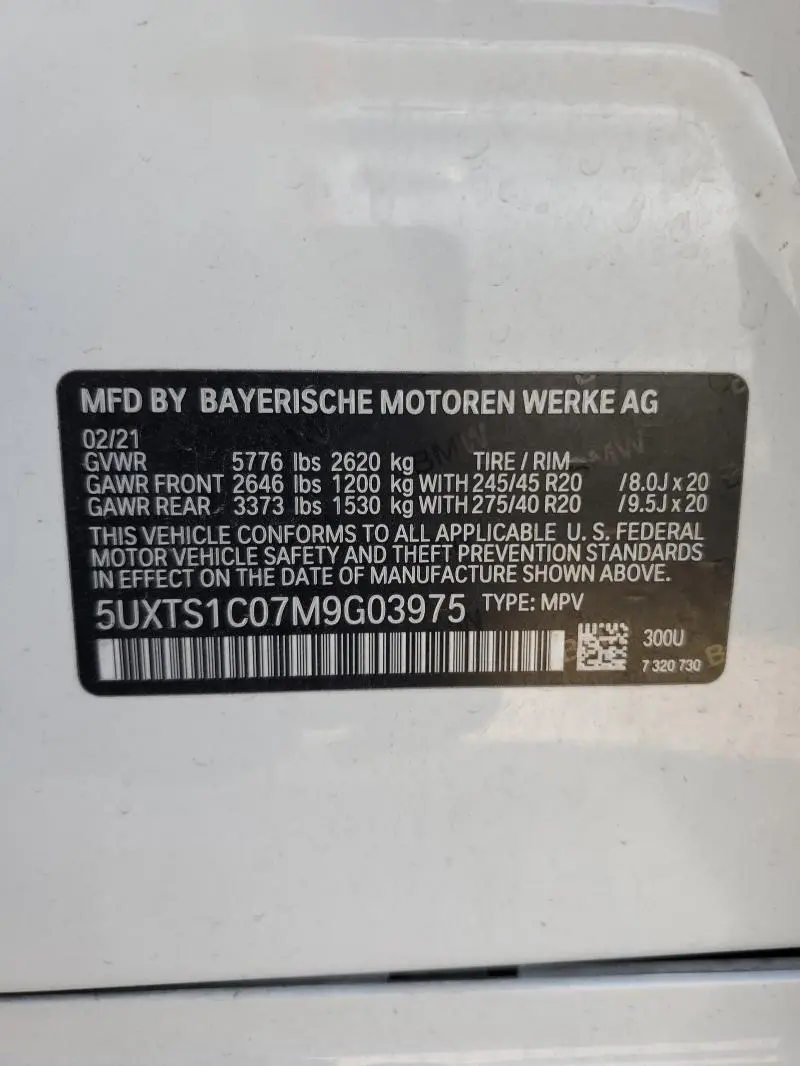 MFD BY BAYERISCHE MOTOREN WERKE AG
02/21
GVWR 5776 lbs 2620 kg TIRE / RIM
GAWR FRONT 2646 lbs 1200 kg WITH 245/45 R20 /8.0J x 20
GAWR REAR 3373 lbs 1530 kg WITH 275/40 R20 /9.5J x 20
THIS VEHICLE CONFORMS TO ALL APPLICABLE U. S. FEDERAL
MOTOR VEHICLE SAFETY AND THEFT PREVENTION STANDARDS
IN EFFECT ON THE DATE OF MANUFACTURE SHOWN ABOVE.
5UXTS1C07M9G03975 TYPE: MPV
300U
7 320 730
BMW
BMW